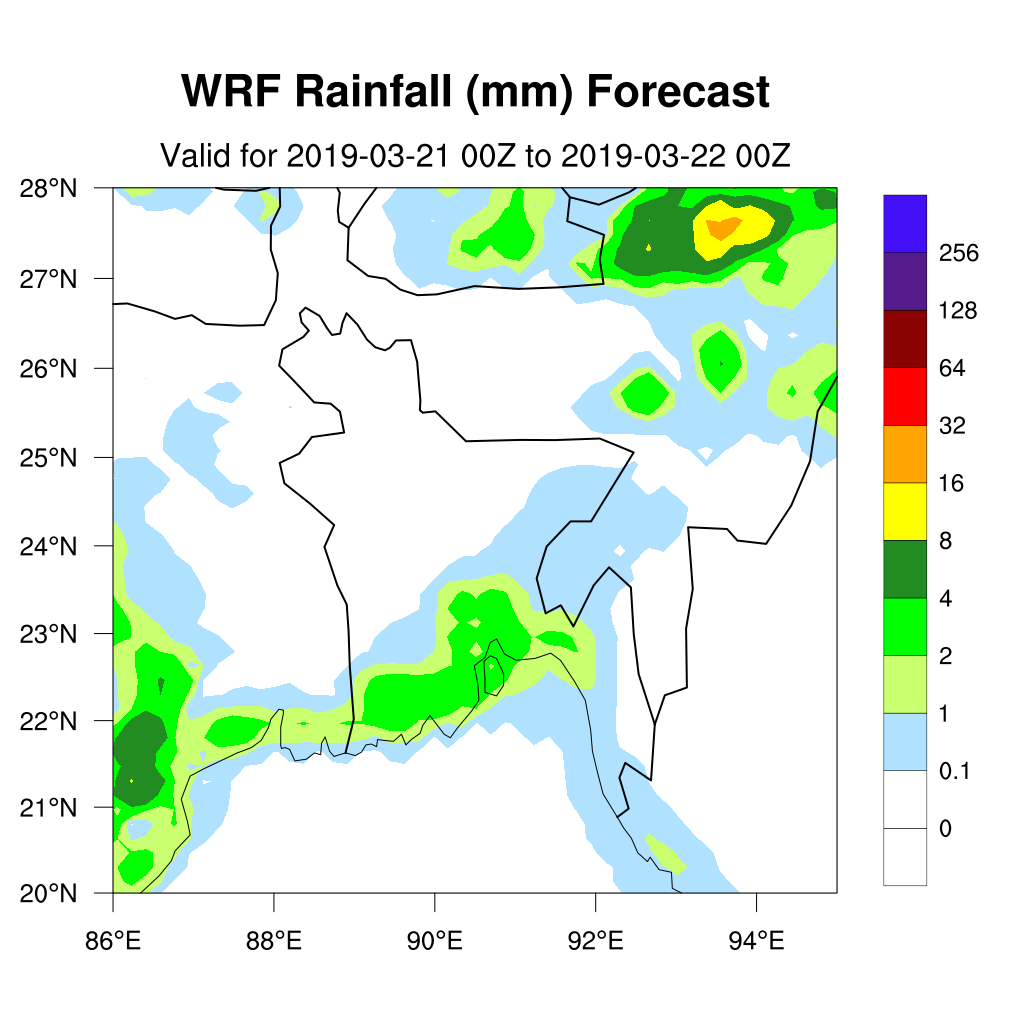 WRF Rainfall (mm) Forecast
Valid for 2019-03-21 00Z to 2019-03-22 00Z
28°N
27°N
26°N
25°N
24°N
23°N
22°N
21°N
20°N
86°E
88°E
90°E
92°E
94°E
256
128
64
32
16
8
4
2
1
0.1
0